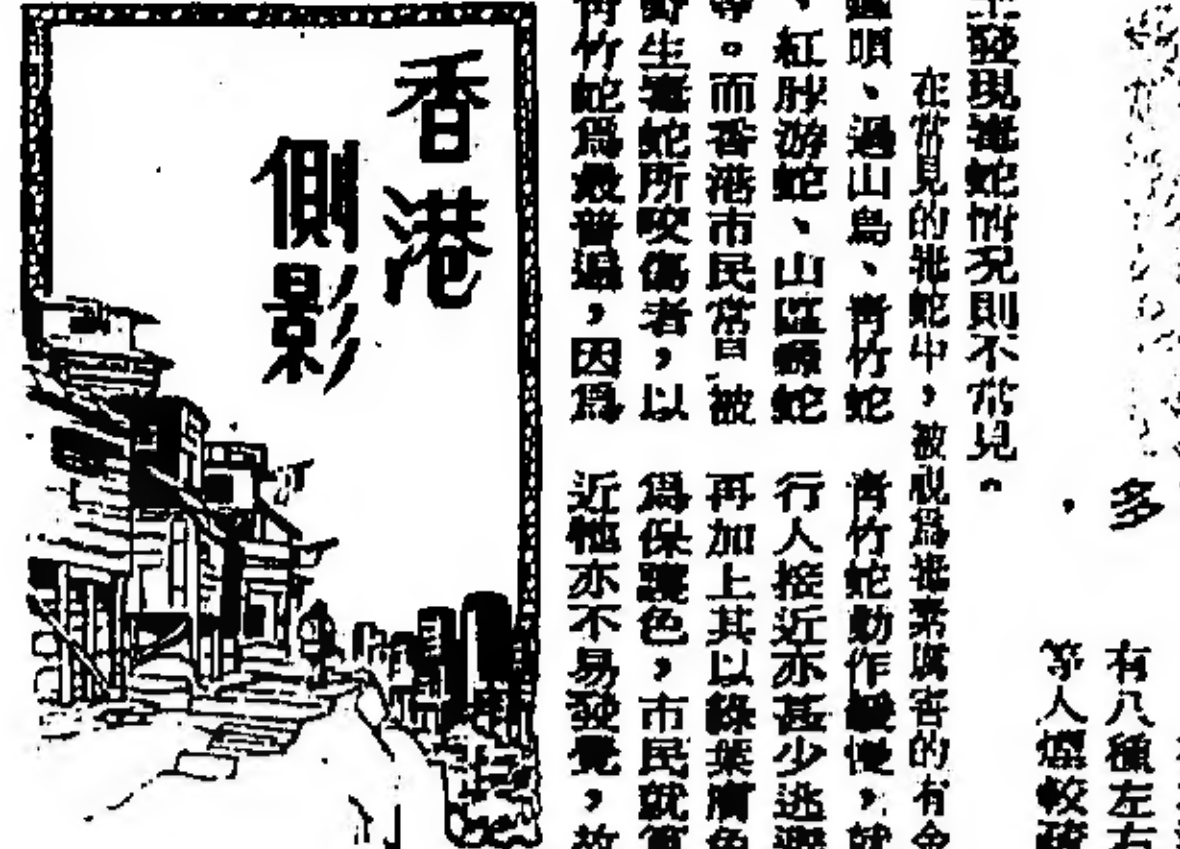 多
，
有八種左右
等人煙較疏
發現毒蛇情況則不常見。
在常見的毒蛇中，被視爲毒素厲害的有金
頭、過山烏、青竹蛇
、紅脖游蛇、山區蛇
等。而香港市民常被
野生毒蛇所咬傷者，以
青竹蛇爲最普遍，因爲
青竹蛇動作緩慢，就
行人接近亦甚少逃避
再加上其以綠葉膚色
爲保護色，市民就算
近牠亦不易發覺，故
香港
側影